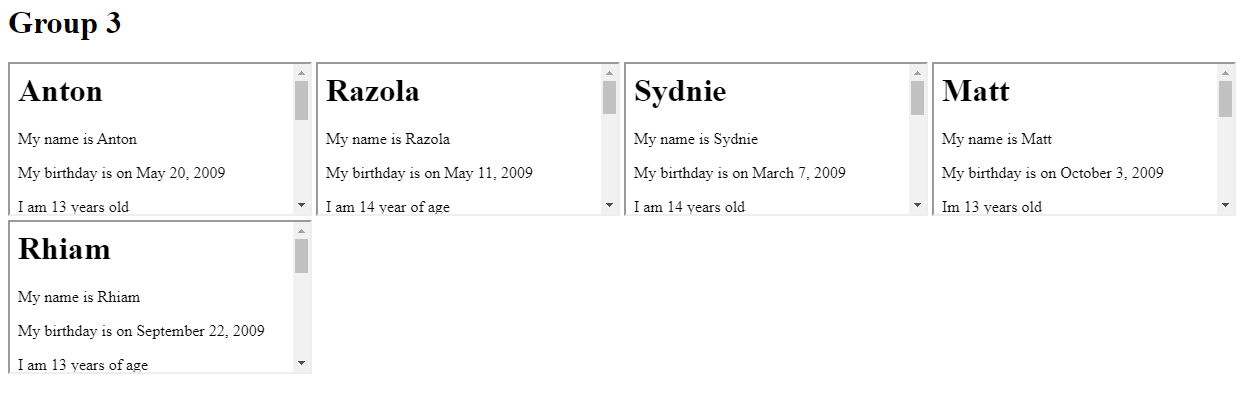 Group 3
Anton
My name is Anton
My birthday is on May 20, 2009
I am 13 years old
Razola
My name is Razola
My birthday is on May 11, 2009
I am 14 year of age
Sydnie
My name is Sydnie
My birthday is on March 7, 2009
I am 14 years old
Matt
My name is Matt
My birthday is on October 3, 2009
Im 13 years old
Rhiam
My name is Rhiam
My birthday is on September 22, 2009
I am 13 years of age